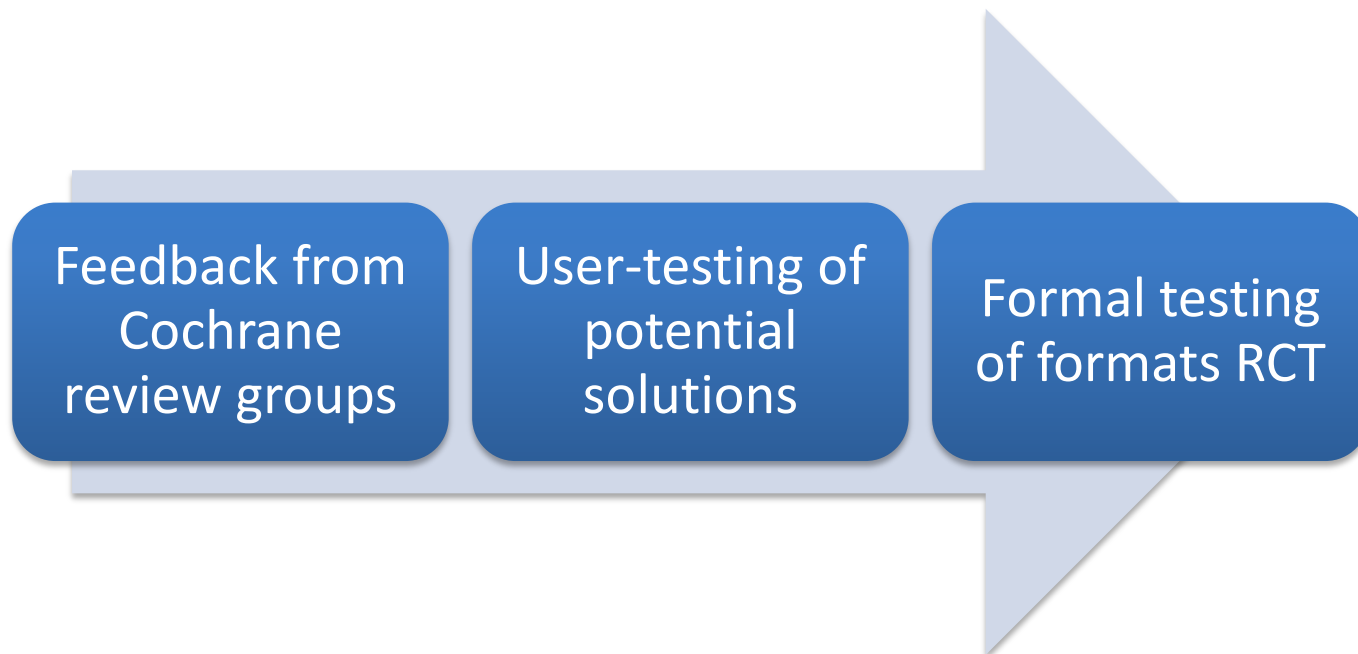 Feedback from
Cochrane
review groups
User-testing of
potential
solutions
Formal testing
of formats RCT